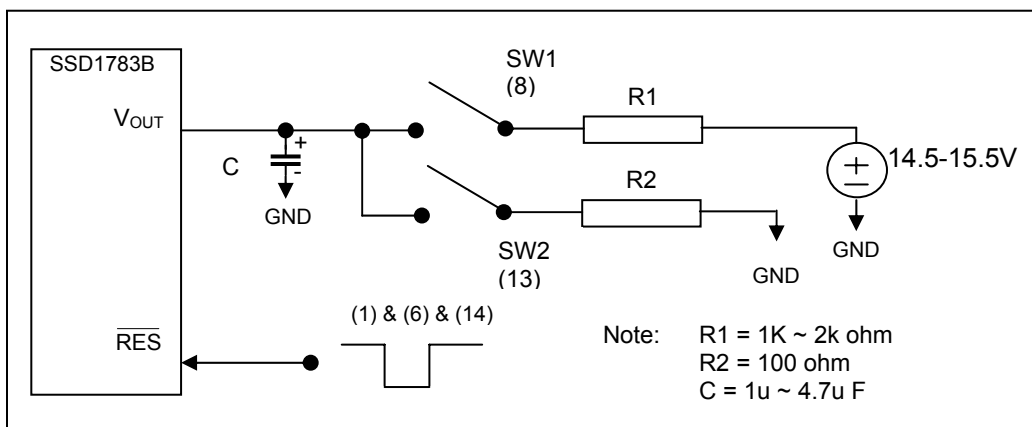 SSD1783B
V_OUT
C
+
-
GND
SW1
(8)
R1
+
14.5-15.5V
GND
R2
GND
SW2
(13)
(1) & (6) & (14)
RES
Note: R1 = 1K ~ 2k ohm
R2 = 100 ohm
C = 1u ~ 4.7u F